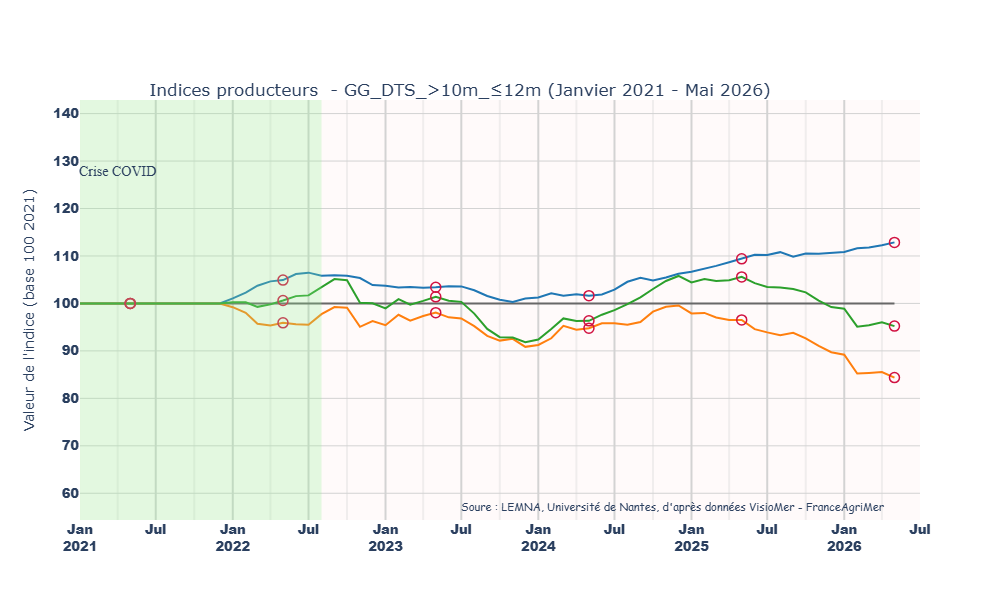 Indices producteurs - GG_DTS_>10m_≤12m (Janvier 2021 - Mai 2026)
Valeur de l'indice (base 100 2021)
140
130
Crise COVID
120
110
100
90
80
70
60
Soure : LEMNA, Université de Nantes, d'après données VisioMer - FranceAgriMer
Jan Jul Jan Jul Jan Jul Jan Jul Jan Jul Jan Jul
2021 2022 2023 2024 2025 2026